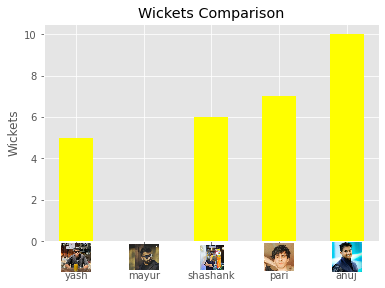 Wickets Comparison
10
8
6
4
2
0
Wickets
yash
mayur
shashank
pari
anuj